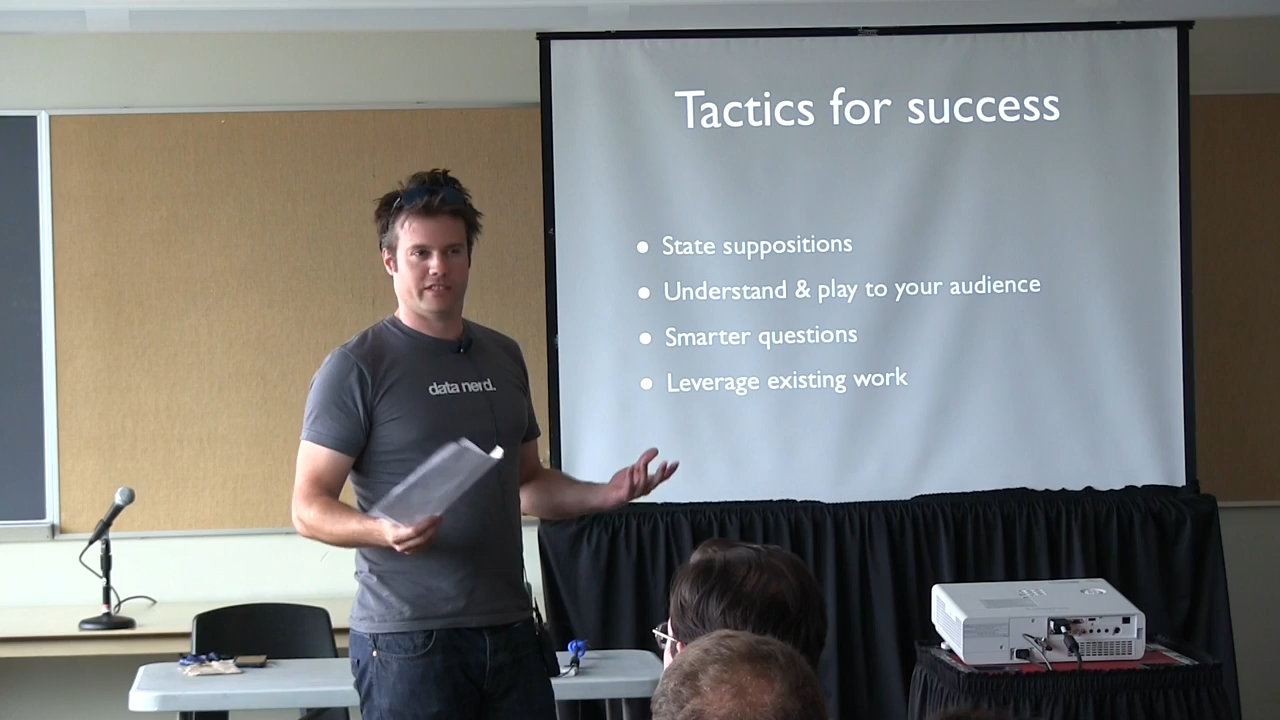 Tactics for success
State suppositions
Understand & play to your audience
Smarter questions
Leverage existing work
data nerd.